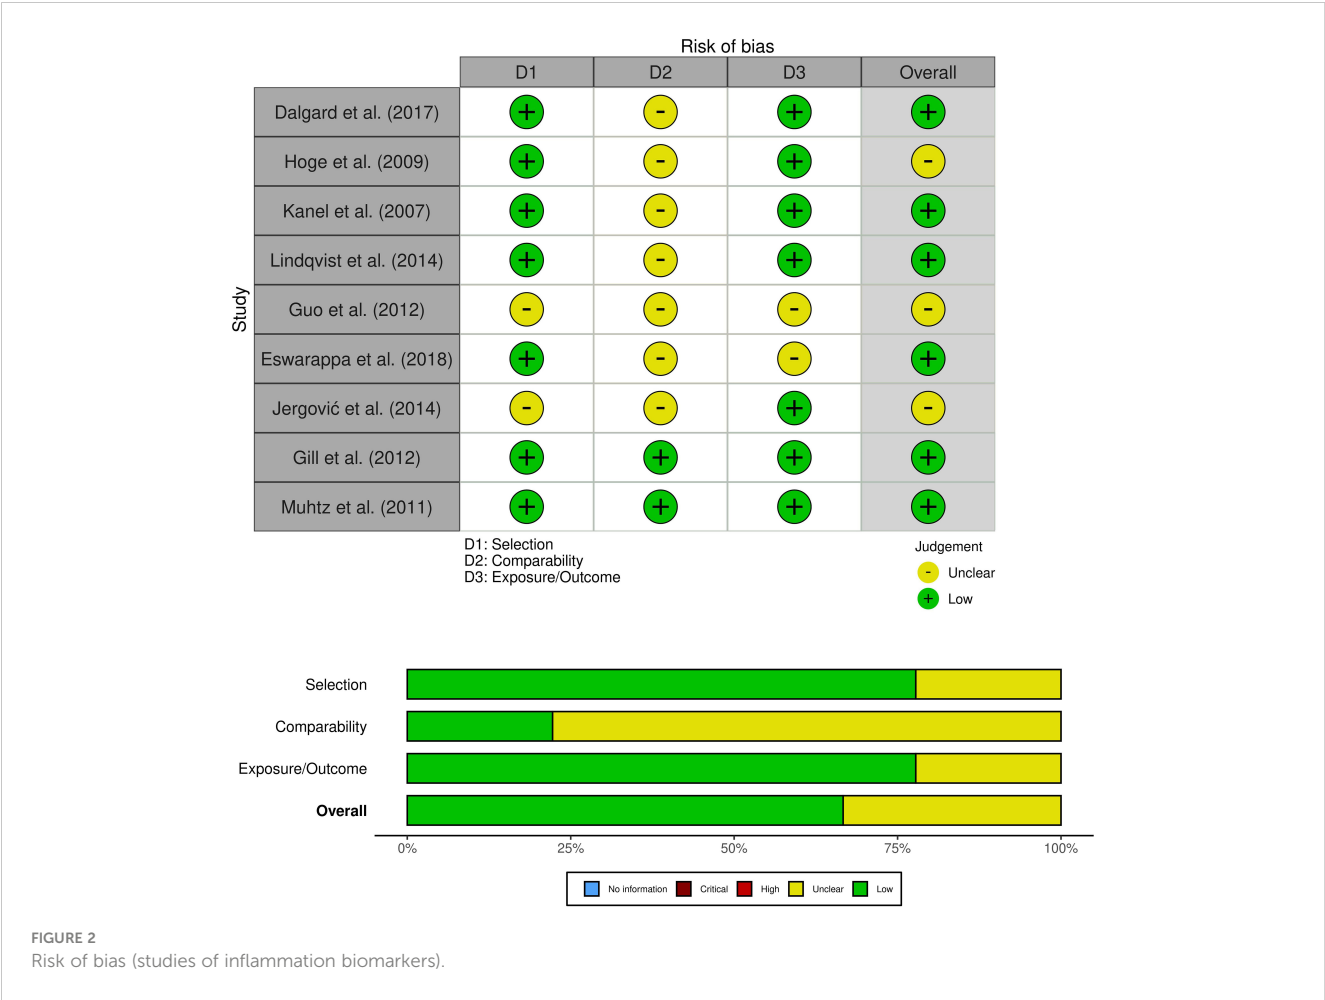 Risk of bias
D1 D2 D3 Overall
Study
Dalgard et al. (2017) + - + +
Hoge et al. (2009) + - + -
Kanel et al. (2007) + - + +
Lindqvist et al. (2014) + - + +
Guo et al. (2012) - - - -
Eswarappa et al. (2018) + - - +
Jergović et al. (2014) - - + -
Gill et al. (2012) + + + +
Muhtz et al. (2011) + + + +
D1: Selection
D2: Comparability
D3: Exposure/Outcome
Judgement
- Unclear
+ Low
Selection
Comparability
Exposure/Outcome
Overall
0% 25% 50% 75% 100%
No information Critical High Unclear Low
FIGURE 2
Risk of bias (studies of inflammation biomarkers).